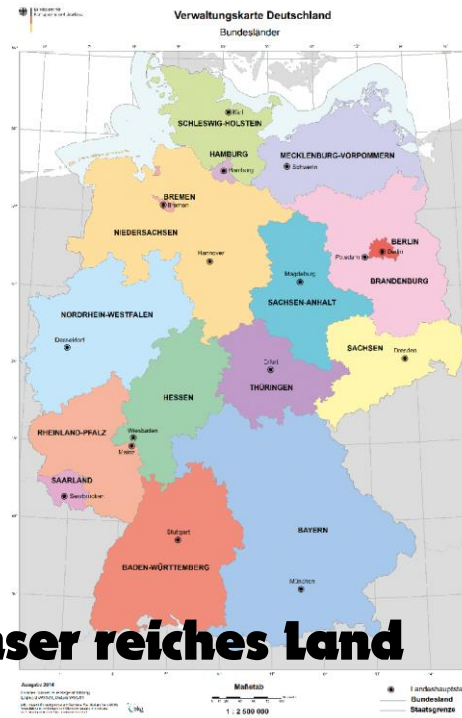 Verwaltungskarte Deutschland
Bundesländer
Kiel
SCHLESWIG-HOLSTEIN
HAMBURG
Hamburg
MECKLENBURG-VORPOMMERN
Schwerin
BREMEN
Bremen
NIEDERSACHSEN
Hannover
BERLIN
Berlin
Potsdam
BRANDENBURG
Magdeburg
SACHSEN-ANHALT
NORDRHEIN-WESTFALEN
Düsseldorf
SACHSEN
Dresden
Erfurt
THÜRINGEN
HESSEN
RHEINLAND-PFALZ
Wiesbaden
Mainz
SAARLAND
Saarbrücken
Stuttgart
BAYERN
BADEN-WÜRTTEMBERG
München
nser reiches Land
Maßstab
1 : 2 500 000
Landeshauptsta
Bundesland
Staatsgrenze